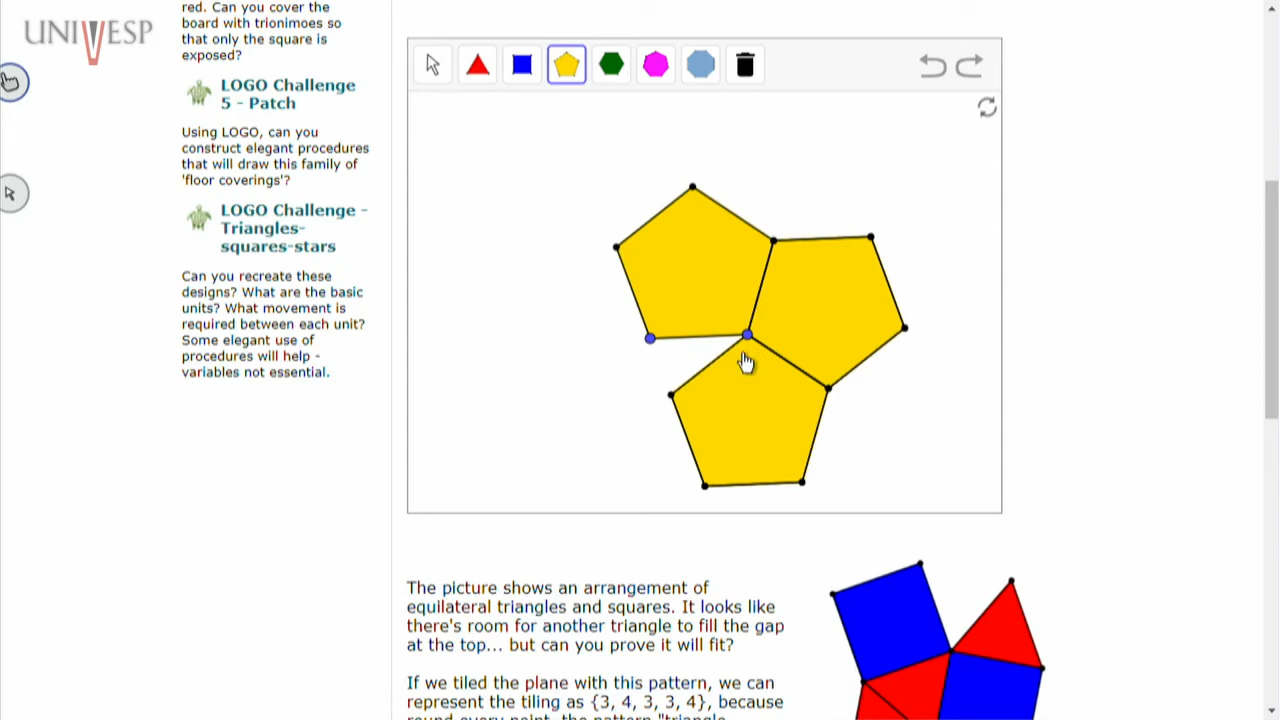 red. Can you cover the
board with trionimoes so
that only the square is
exposed?
UNIVESP
LOGO Challenge
5 - Patch
Using LOGO, can you
construct elegant procedures
that will draw this family of
'floor coverings'?
LOGO Challenge -
Triangles-
squares-stars
Can you recreate these
designs? What are the basic
units? What movement is
required between each unit?
Some elegant use of
procedures will help -
variables not essential.
The picture shows an arrangement of
equilateral triangles and squares. It looks like
there's room for another triangle to fill the gap
at the top... but can you prove it will fit?
If we tiled the plane with this pattern, we can
represent the tiling as {3, 4, 3, 3, 4}, because
round every point, the pattern "triangle,